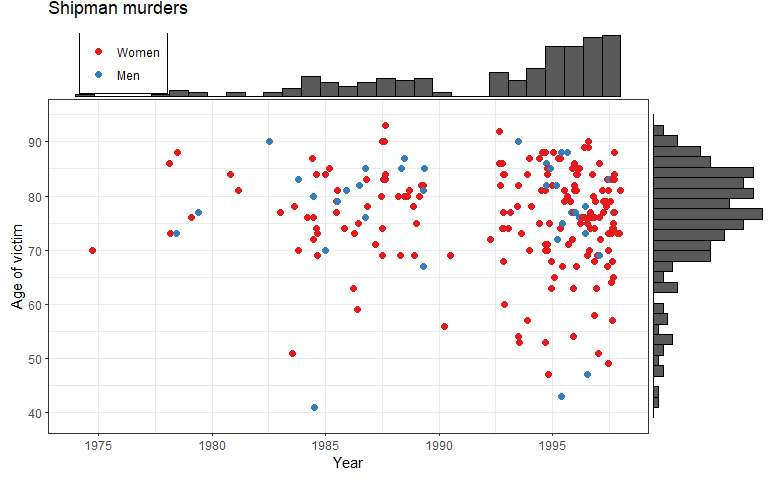 Shipman murders
Women
Men
90
80
70
60
50
40
Age of victim
1975
1980
1985
1990
1995
Year